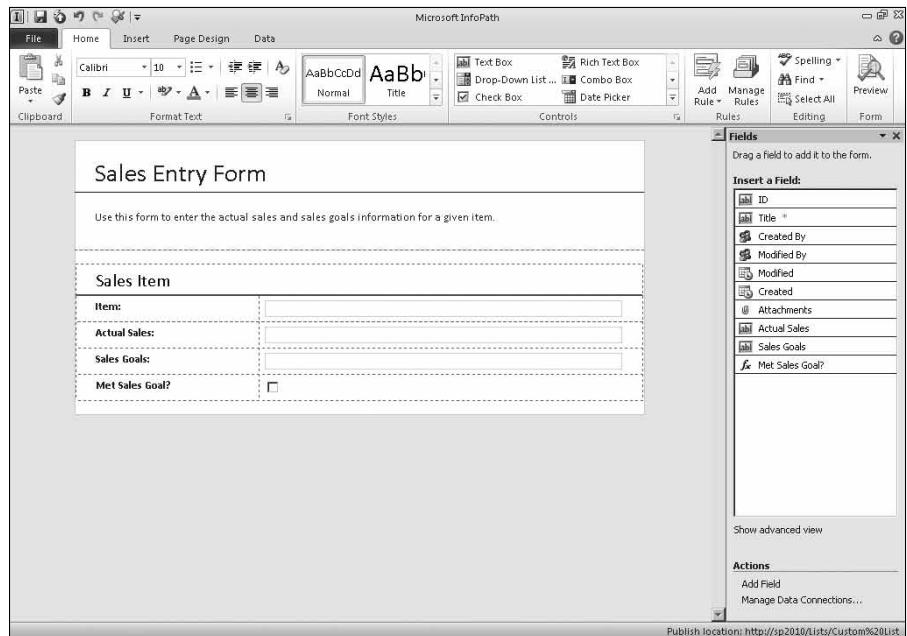 Microsoft InfoPath
File Home Insert Page Design Data
Paste
Clipboard
Calibri 10
B I U
Format Text
AaBbCcDd
Normal
AaBb
Title
Font Styles
Text Box Rich Text Box
Drop-Down List ... Combo Box
Check Box Date Picker
Controls
Add Rule
Manage Rules
Rules
Spelling
Find
Select All
Editing
Preview
Form
Sales Entry Form
Use this form to enter the actual sales and sales goals information for a given item.
Sales Item
Item:
Actual Sales:
Sales Goals:
Met Sales Goal?
Fields
Drag a field to add it to the form.
Insert a Field:
ID
Title *
Created By
Modified By
Modified
Created
Attachments
Actual Sales
Sales Goals
fx Met Sales Goal?
Show advanced view
Actions
Add Field
Manage Data Connections...
Publish location: http://sp2010/Lists/Custom%20List